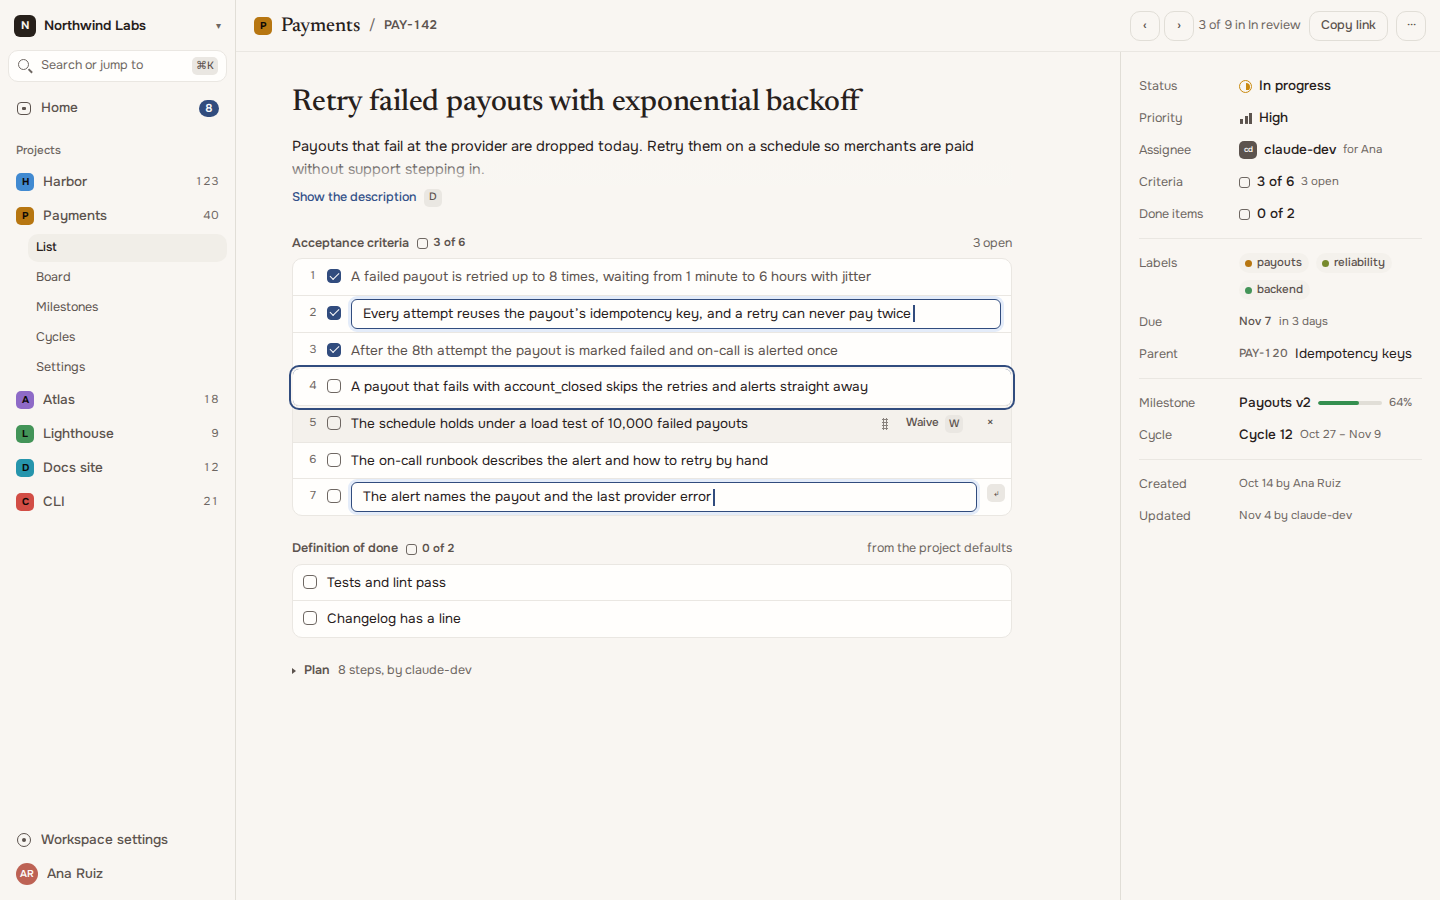 N Northwind Labs
Search or jump to ⌘K
Home 8
Projects
H Harbor 123
P Payments 40
List
Board
Milestones
Cycles
Settings
A Atlas 18
L Lighthouse 9
D Docs site 12
C CLI 21
Workspace settings
AR Ana Ruiz
P Payments / PAY-142
‹ › 3 of 9 in In review Copy link ···
Retry failed payouts with exponential backoff
Payouts that fail at the provider are dropped today. Retry them on a schedule so merchants are paid
without support stepping in.
Show the description D
Acceptance criteria 3 of 6 3 open
1 A failed payout is retried up to 8 times, waiting from 1 minute to 6 hours with jitter
2 Every attempt reuses the payout's idempotency key, and a retry can never pay twice
3 After the 8th attempt the payout is marked failed and on-call is alerted once
4 A payout that fails with account_closed skips the retries and alerts straight away
5 The schedule holds under a load test of 10,000 failed payouts Waive W ×
6 The on-call runbook describes the alert and how to retry by hand
7 The alert names the payout and the last provider error ↲
Definition of done 0 of 2 from the project defaults
Tests and lint pass
Changelog has a line
Plan 8 steps, by claude-dev
Status In progress
Priority High
Assignee cd claude-dev for Ana
Criteria 3 of 6 3 open
Done items 0 of 2
Labels payouts reliability
backend
Due Nov 7 in 3 days
Parent PAY-120 Idempotency keys
Milestone Payouts v2 64%
Cycle Cycle 12 Oct 27 – Nov 9
Created Oct 14 by Ana Ruiz
Updated Nov 4 by claude-dev